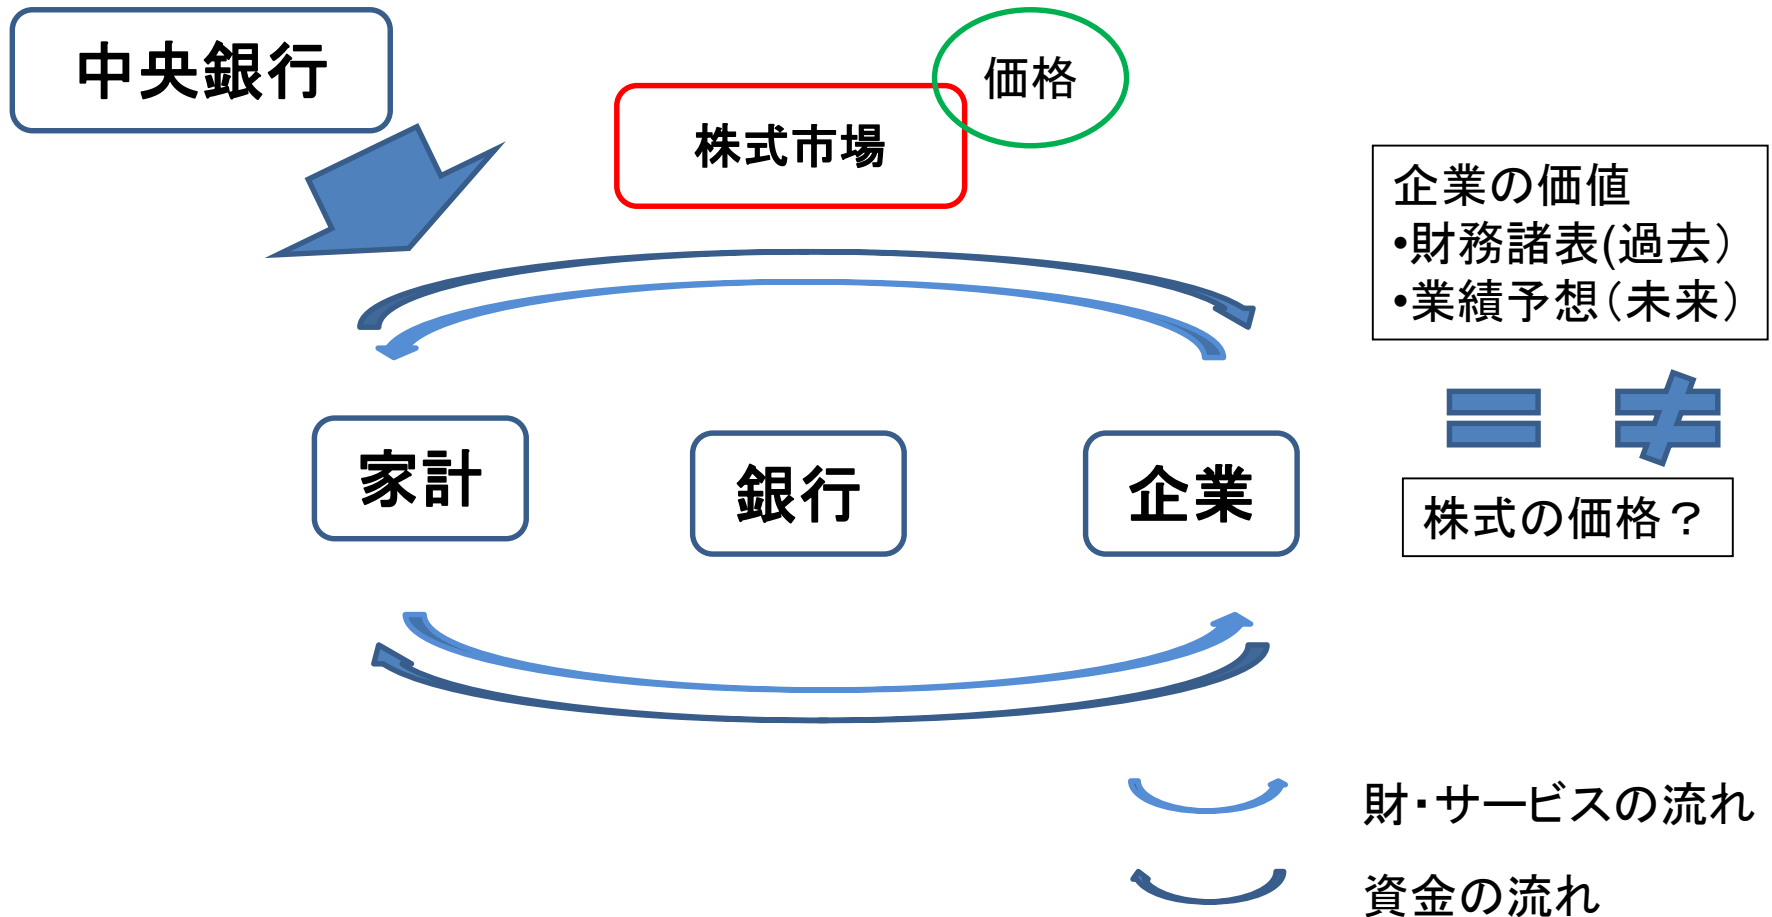 中央銀行
価格
株式市場
企業の価値
•財務諸表(過去）
•業績予想（未来）
家計
銀行
企業
株式の価格？
財・サービスの流れ
資金の流れ